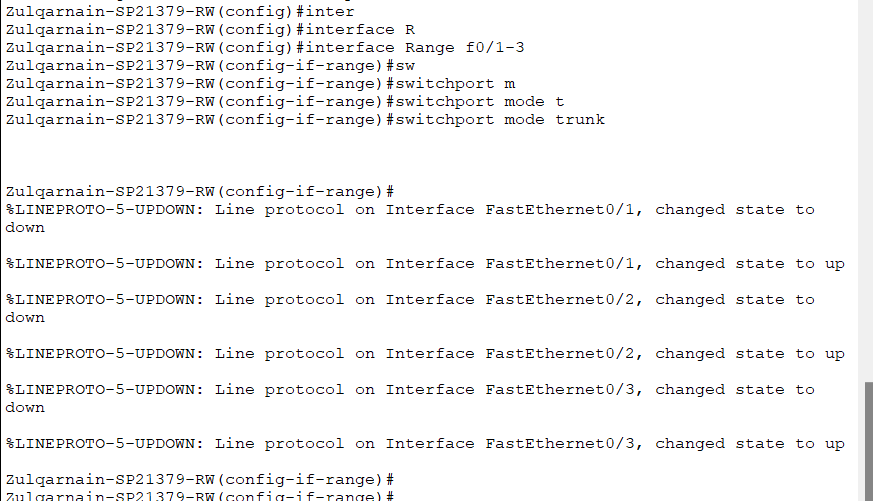 Zulqarnain-SP21379-RW(config)#inter
Zulqarnain-SP21379-RW(config)#interface R
Zulqarnain-SP21379-RW(config)#interface Range f0/1-3
Zulqarnain-SP21379-RW(config-if-range)#sw
Zulqarnain-SP21379-RW(config-if-range)#switchport m
Zulqarnain-SP21379-RW(config-if-range)#switchport mode t
Zulqarnain-SP21379-RW(config-if-range)#switchport mode trunk
Zulqarnain-SP21379-RW(config-if-range)#
%LINEPROTO-5-UPDOWN: Line protocol on Interface FastEthernet0/1, changed state to
down
%LINEPROTO-5-UPDOWN: Line protocol on Interface FastEthernet0/1, changed state to up
%LINEPROTO-5-UPDOWN: Line protocol on Interface FastEthernet0/2, changed state to
down
%LINEPROTO-5-UPDOWN: Line protocol on Interface FastEthernet0/2, changed state to up
%LINEPROTO-5-UPDOWN: Line protocol on Interface FastEthernet0/3, changed state to
down
%LINEPROTO-5-UPDOWN: Line protocol on Interface FastEthernet0/3, changed state to up
Zulqarnain-SP21379-RW(config-if-range)#
Zulqarnain-SP21379-RW(config-if-range)#